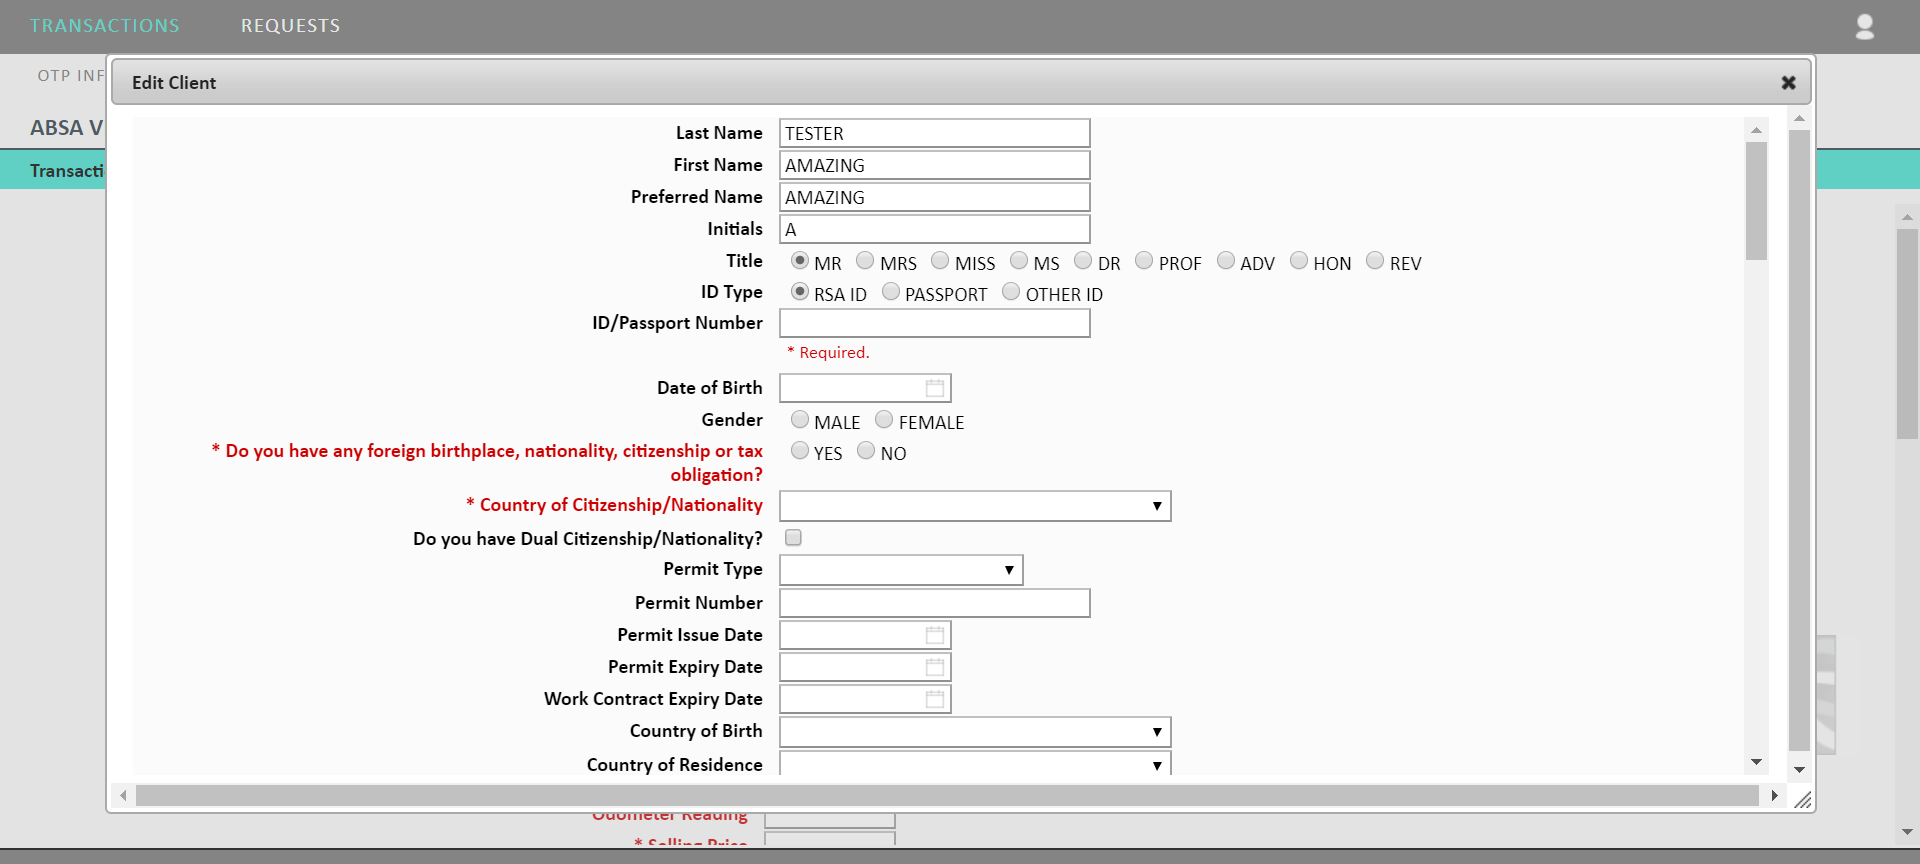 TRANSACTIONS REQUESTS
OTP INF
Edit Client
ABSA V
Transacti
Last Name TESTER
First Name AMAZING
Preferred Name AMAZING
Initials A
Title MR MRS MISS MS DR PROF ADV HON REV
ID Type RSA ID PASSPORT OTHER ID
ID/Passport Number
* Required.
Date of Birth
Gender MALE FEMALE
* Do you have any foreign birthplace, nationality, citizenship or tax
obligation?
YES NO
* Country of Citizenship/Nationality
Do you have Dual Citizenship/Nationality?
Permit Type
Permit Number
Permit Issue Date
Permit Expiry Date
Work Contract Expiry Date
Country of Birth
Country of Residence
Odometer Reading
* Selling Price